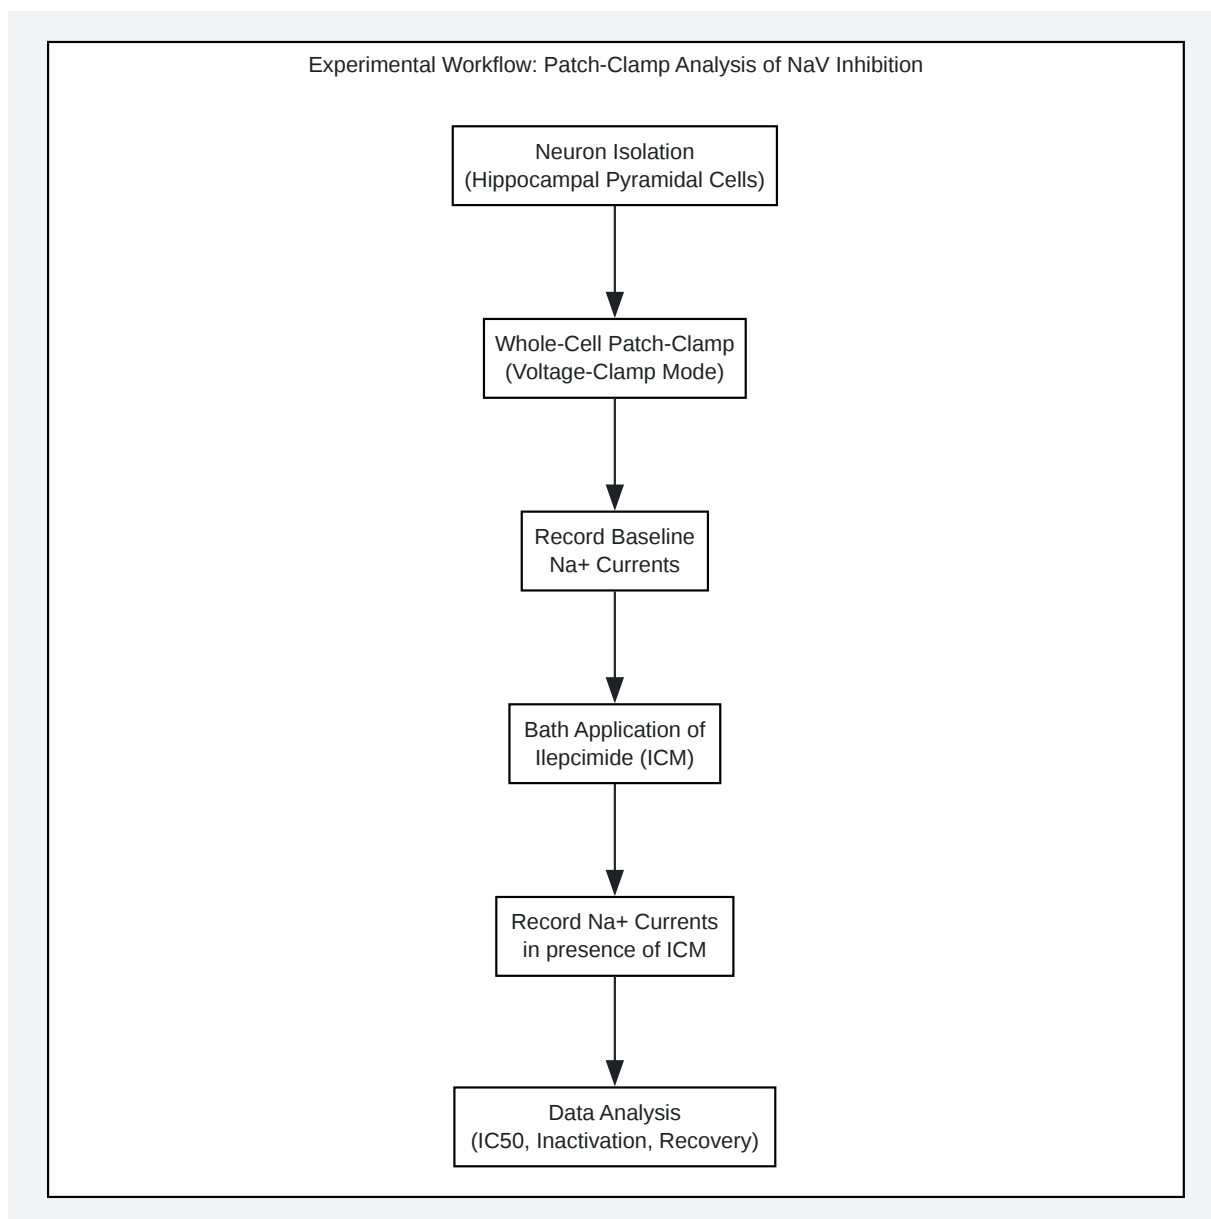 Experimental Workflow: Patch-Clamp Analysis of NaV Inhibition
Neuron Isolation
(Hippocampal Pyramidal Cells)
Whole-Cell Patch-Clamp
(Voltage-Clamp Mode)
Record Baseline
Na+ Currents
Bath Application of
Ilepcimide (ICM)
Record Na+ Currents
in presence of ICM
Data Analysis
(IC50, Inactivation, Recovery)